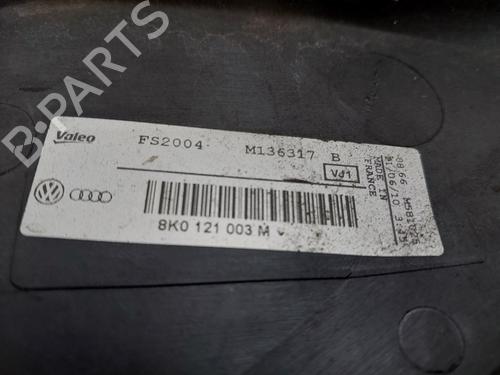 Valeo FS2004 M136317 B
VJ1
MADE IN
FRANCE
8K0 121 003 M
B-PARTS